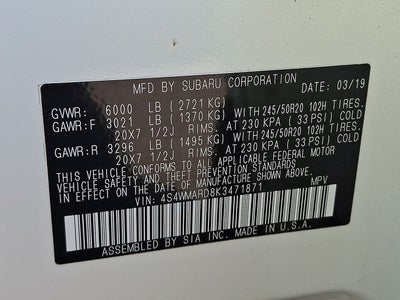 MFD BY SUBARU CORPORATION DATE: 03/19
GVWR: 6000 LB (2721 KG)
GAWR:F 3021 LB (1370 KG) WITH 245/50R20 102H TIRES.
20X7 1/2J RIMS. AT 230 KPA (33 PSI) COLD
GAWR:R 3296 LB (1495 KG) WITH 245/50R20 102H TIRES.
20X7 1/2J RIMS. AT 230 KPA (33 PSI) COLD
THIS VEHICLE CONFORMS TO ALL APPLICABLE FEDERAL MOTOR
VEHICLE SAFETY STANDARDS
IN EFFECT ON THE DATE OF MANUFACTURE SHOWN ABOVE.
VIN: 4S4WMARD8K3471871 MPV
ASSEMBLED BY SIA INC. MADE IN U.S.A.